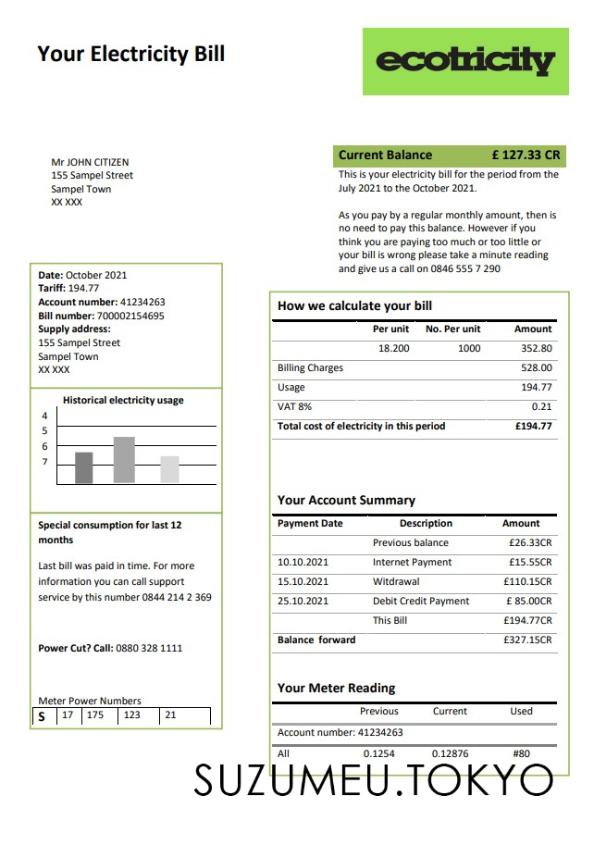 Your Electricity Bill
ecotricity
Mr JOHN CITIZEN
155 Sampel Street
Sampel Town
XX XXX
Current Balance £ 127.33 CR
This is your electricity bill for the period from the
July 2021 to the October 2021.
As you pay by a regular monthly amount, then is
no need to pay this balance. However if you
think you are paying too much or too little or
your bill is wrong please take a minute reading
and give us a call on 0846 555 7 290
Date: October 2021
Tariff: 194.77
Account number: 41234263
Bill number: 700002154695
Supply address:
155 Sampel Street
Sampel Town
XX XXX
Historical electricity usage
4
5
6
7
Special consumption for last 12
months
Last bill was paid in time. For more
information you can call support
service by this number 0844 214 2 369
Power Cut? Call: 0880 328 1111
Meter Power Numbers
S 17 175 123 21
How we calculate your bill
Per unit No. Per unit Amount
18.200 1000 352.80
Billing Charges 528.00
Usage 194.77
VAT 8% 0.21
Total cost of electricity in this period £194.77
Your Account Summary
Payment Date Description Amount
Previous balance £26.33CR
10.10.2021 Internet Payment £15.55CR
15.10.2021 Witdrawal £110.15CR
25.10.2021 Debit Credit Payment £ 85.00CR
This Bill £194.77CR
Balance forward £327.15CR
Your Meter Reading
Previous Current Used
Account number: 41234263
All 0.1254 0.12876 #80
SUZUMEU.TOKYO